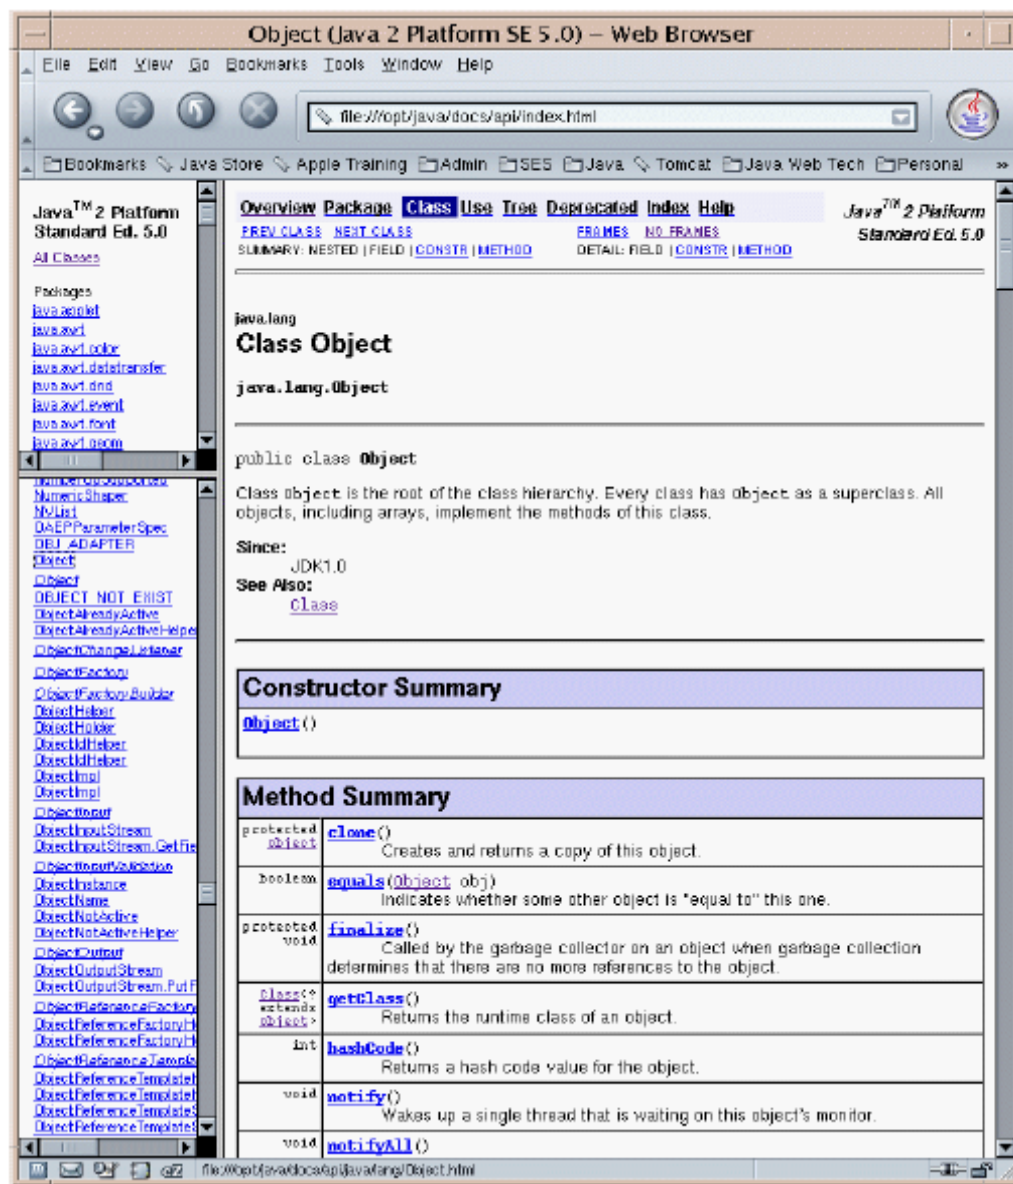 Object (Java 2 Platform SE 5.0) – Web Browser
File Edit View Go Bookmarks Tools Window Help
file:///opt/java/docs/api/index.html
Bookmarks Java Store Apple Training Admin SES Java Tomcat Java Web Tech Personal »
Java™ 2 Platform
Standard Ed. 5.0
All Classes
Packages
java.applet
java.awt
java.awt.color
java.awt.datatransfer
java.awt.dnd
java.awt.event
java.awt.font
java.awt.geom
NumericShaper
NVList
OAEPParameterSpec
OBJ_ADAPTER
Object
Object
OBJECT_NOT_EXIST
ObjectAlreadyActive
ObjectAlreadyActiveHelper
ObjectChangeListener
ObjectFactory
ObjectFactoryBuilder
ObjectHelper
ObjectHolder
ObjectIdHelper
ObjectIdHelper
ObjectImpl
ObjectImpl
ObjectInput
ObjectInputStream
ObjectInputStream.GetFie
ObjectInputValidation
ObjectInstance
ObjectName
ObjectNotActive
ObjectNotActiveHelper
ObjectOutput
ObjectOutputStream
ObjectOutputStream.PutF
ObjectReferenceFactory
ObjectReferenceFactoryH
ObjectReferenceFactoryH
ObjectReferenceTempla
ObjectReferenceTemplateH
ObjectReferenceTemplateH
ObjectReferenceTemplateS
ObjectReferenceTemplateS
Overview Package Class Use Tree Deprecated Index Help
Java™ 2 Platform
Standard Ed. 5.0
PREV CLASS NEXT CLASS FRAMES NO FRAMES
SUMMARY: NESTED | FIELD | CONSTR | METHOD DETAIL: FIELD | CONSTR | METHOD
java.lang
Class Object
java.lang.Object
public class Object
Class Object is the root of the class hierarchy. Every class has Object as a superclass. All
objects, including arrays, implement the methods of this class.
Since:
JDK1.0
See Also:
Class
Constructor Summary
Object()
Method Summary
protected Object clone()
Creates and returns a copy of this object.
boolean equals(Object obj)
Indicates whether some other object is "equal to" this one.
protected void finalize()
Called by the garbage collector on an object when garbage collection
determines that there are no more references to the object.
Class<? extends Object> getClass()
Returns the runtime class of an object.
int hashCode()
Returns a hash code value for the object.
void notify()
Wakes up a single thread that is waiting on this object's monitor.
void notifyAll()
file:///opt/java/docs/api/java/lang/Object.html